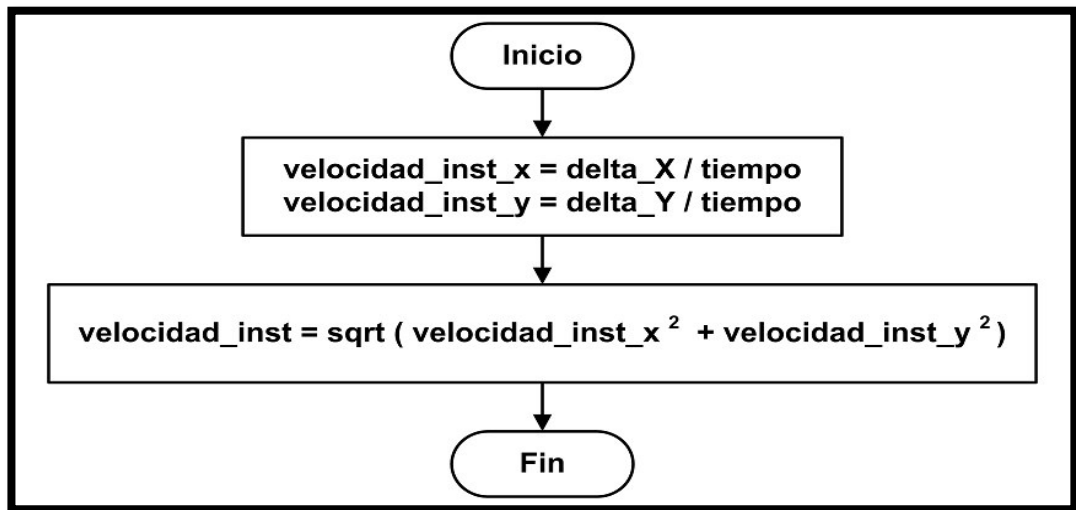 Inicio
velocidad_inst_x = delta_X / tiempo
velocidad_inst_y = delta_Y / tiempo
velocidad_inst = sqrt ( velocidad_inst_x ² + velocidad_inst_y ² )
Fin